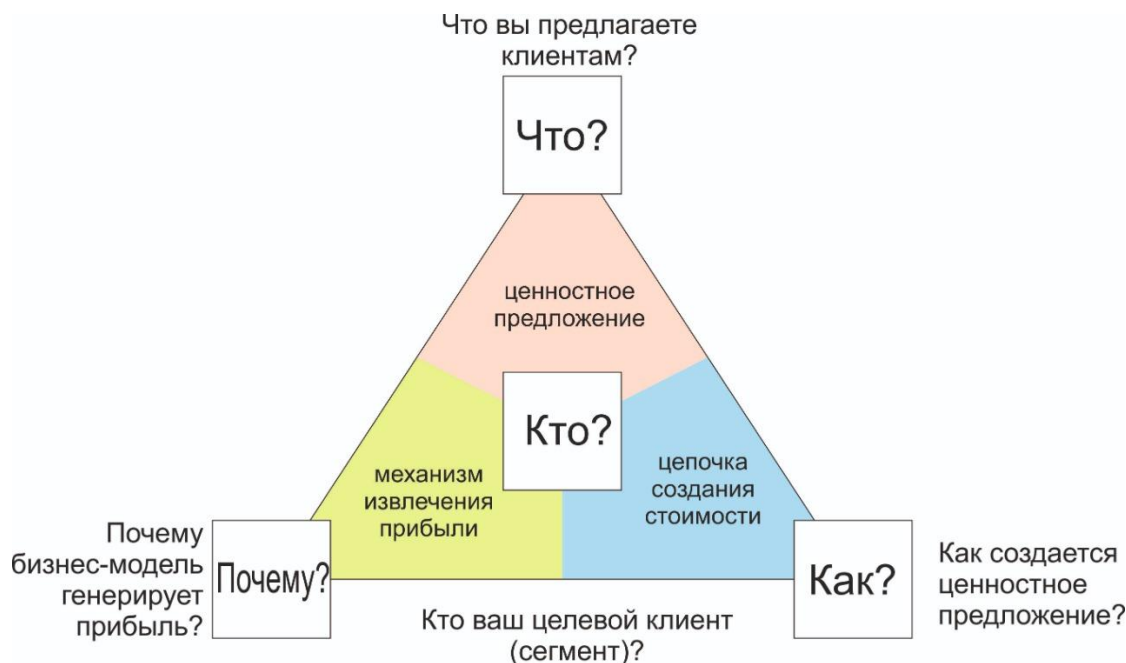 Что вы предлагаете
клиентам?
Что?
ценностное
предложение
Кто?
механизм
извлечения
прибыли
цепочка
создания
стоимости
Почему
бизнес-модель
генерирует
прибыль?
Почему?
Как?
Как создается
ценностное
предложение?
Кто ваш целевой клиент
(сегмент)?